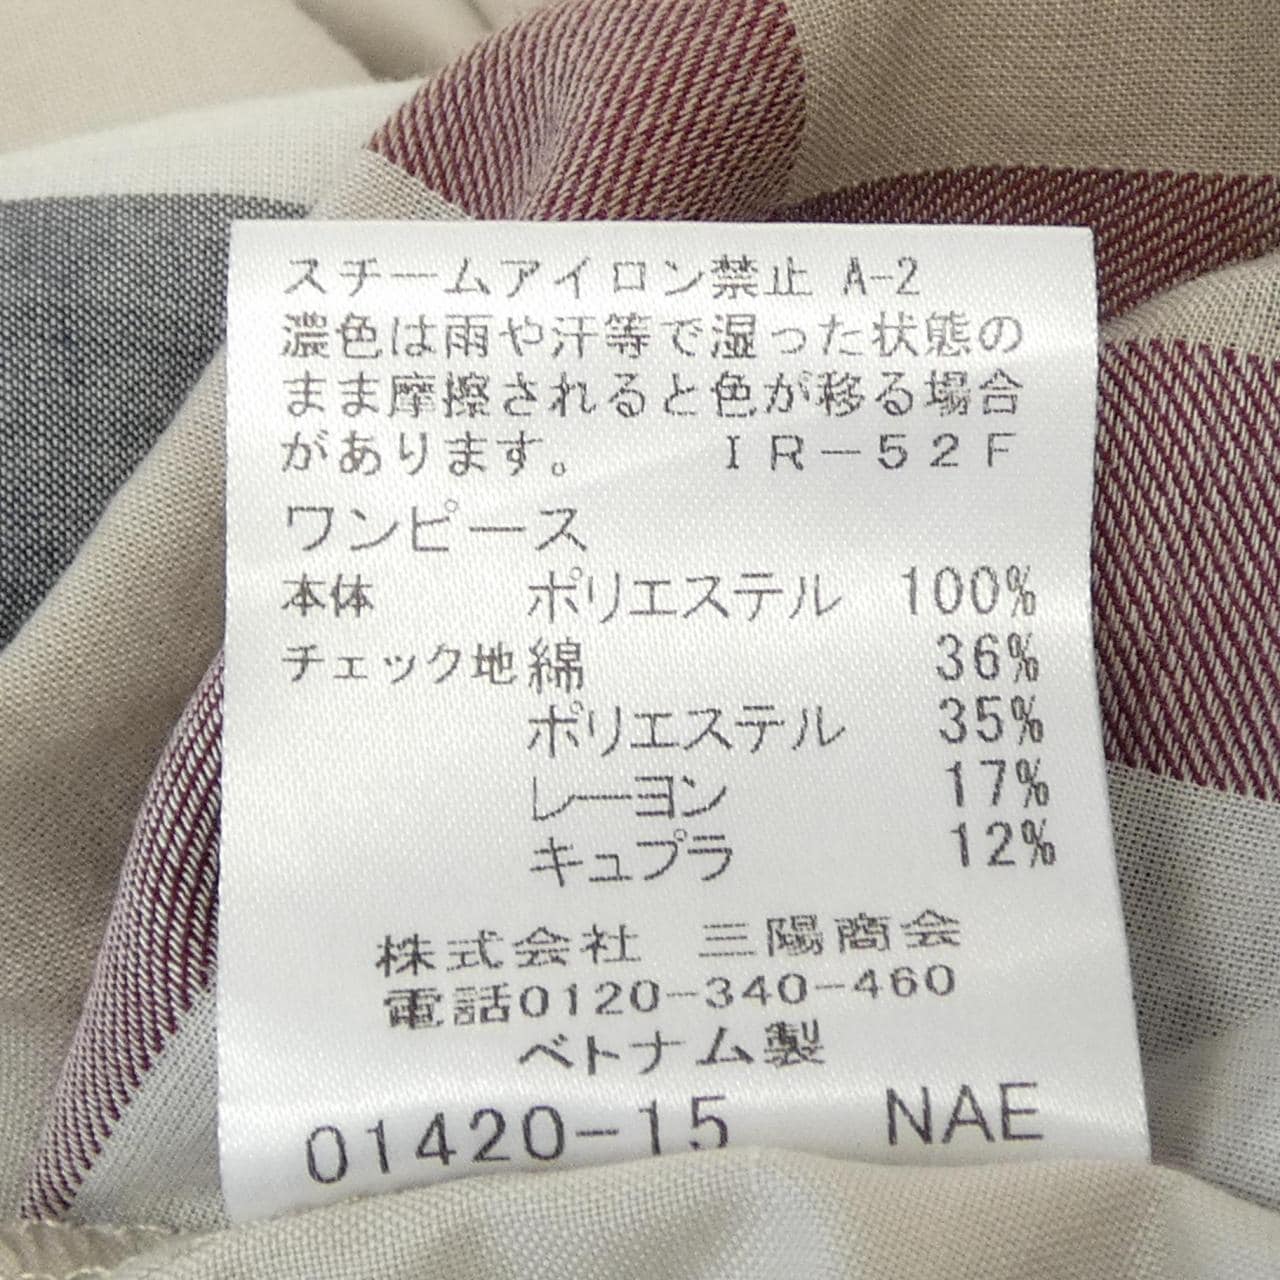 スチームアイロン禁止 A-2
濃色は雨や汗等で湿った状態の
まま摩擦されると色が移る場合
があります。 ＩＲ－５２Ｆ
ワンピース
本体 ポリエステル 100%
チェック地 綿 36%
ポリエステル 35%
レーヨン 17%
キュプラ 12%
株式会社 三陽商会
電話0120-340-460
ベトナム製
01420-15 NAE